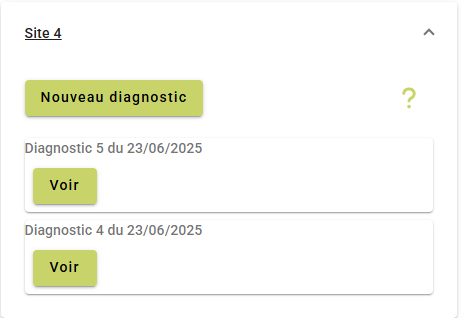 Site 4
Nouveau diagnostic
?
Diagnostic 5 du 23/06/2025
Voir
Diagnostic 4 du 23/06/2025
Voir